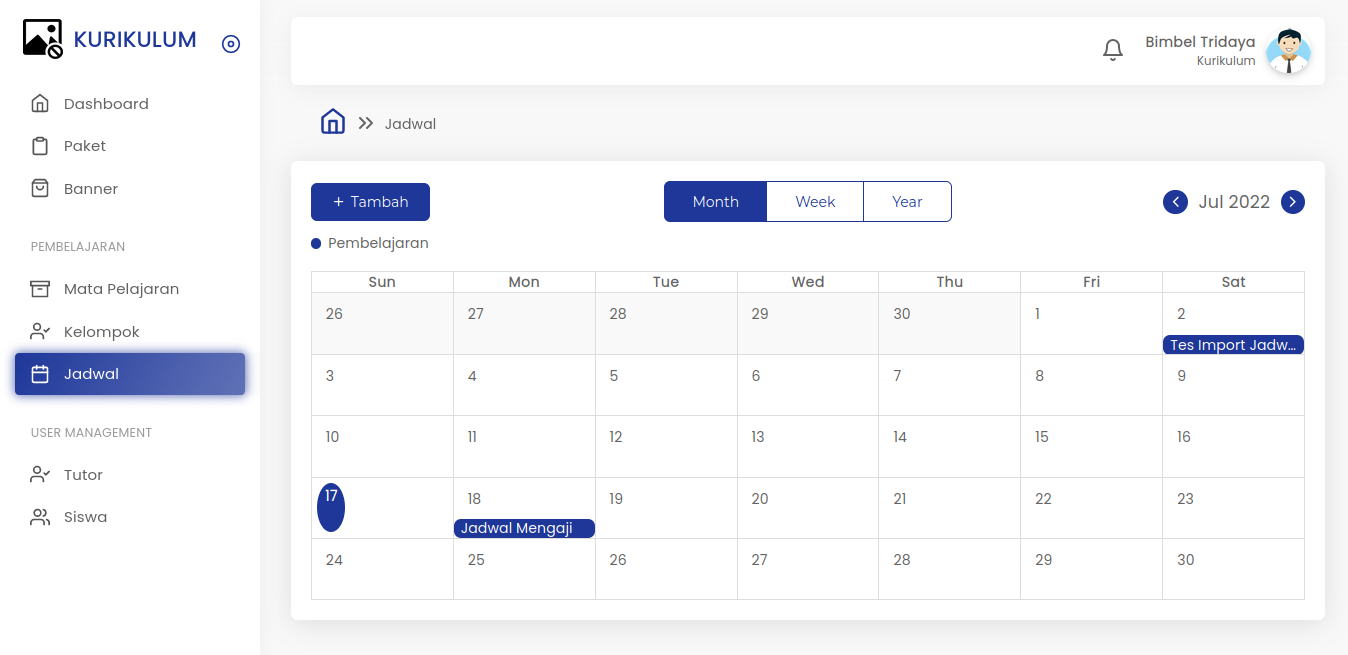 KURIKULUM
Dashboard
Paket
Banner
PEMBELAJARAN
Mata Pelajaran
Kelompok
Jadwal
USER MANAGEMENT
Tutor
Siswa
Bimbel Tridaya
Kurikulum
Jadwal
+ Tambah
Month Week Year
Jul 2022
Pembelajaran
Sun Mon Tue Wed Thu Fri Sat
26 27 28 29 30 1 2
Tes Import Jadw...
3 4 5 6 7 8 9
10 11 12 13 14 15 16
17 18 19 20 21 22 23
Jadwal Mengaji
24 25 26 27 28 29 30